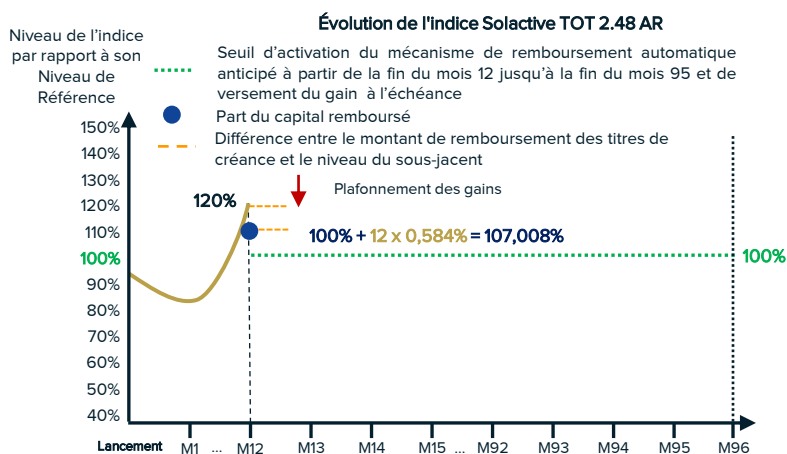 Évolution de l'indice Solactive TOT 2.48 AR
Niveau de l'indice
par rapport à son
Niveau de
Référence
Seuil d'activation du mécanisme de remboursement automatique
anticipé à partir de la fin du mois 12 jusqu'à la fin du mois 95 et de
versement du gain à l'échéance
Part du capital remboursé
Différence entre le montant de remboursement des titres de
créance et le niveau du sous-jacent
Plafonnement des gains
150%
140%
130%
120%
110%
100%
90%
80%
70%
60%
50%
40%
120%
100% + 12 x 0,584% = 107,008%
100%
Lancement M1 ... M12 M13 M14 M15 ... M92 M93 M94 M95 M96